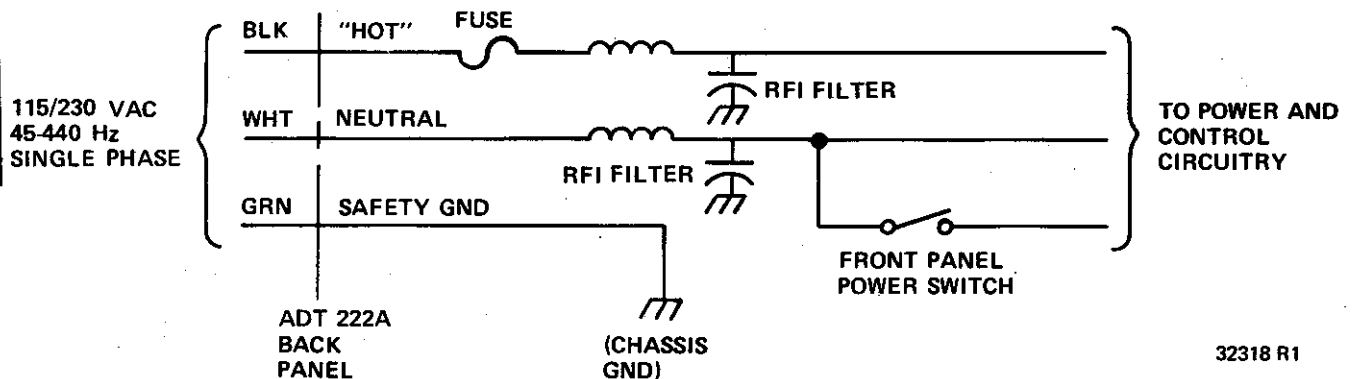 BLK "HOT" FUSE
115/230 VAC
45-440 Hz
SINGLE PHASE
RFI FILTER
WHT NEUTRAL
RFI FILTER
TO POWER AND
CONTROL
CIRCUITRY
GRN SAFETY GND
FRONT PANEL
POWER SWITCH
ADT 222A
BACK
PANEL
(CHASSIS
GND)
32318 R1